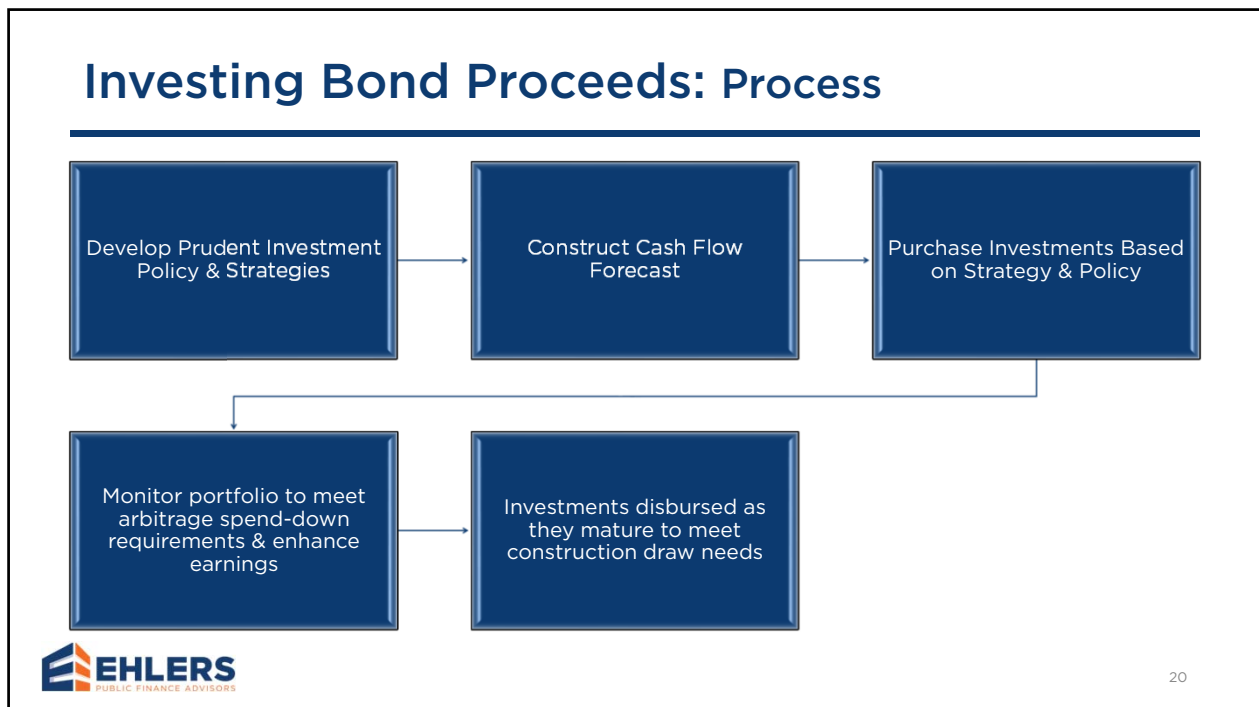 Investing Bond Proceeds: Process
Develop Prudent Investment
Policy & Strategies
Construct Cash Flow
Forecast
Purchase Investments Based
on Strategy & Policy
Monitor portfolio to meet
arbitrage spend-down
requirements & enhance
earnings
Investments disbursed as
they mature to meet
construction draw needs
EHLERS
PUBLIC FINANCE ADVISORS
20